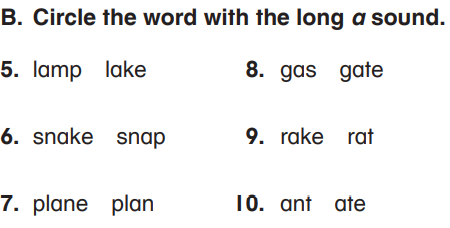 B. Circle the word with the long a sound.
5. lamp lake
8. gas gate
6. snake snap
9. rake rat
7. plane plan
10. ant ate